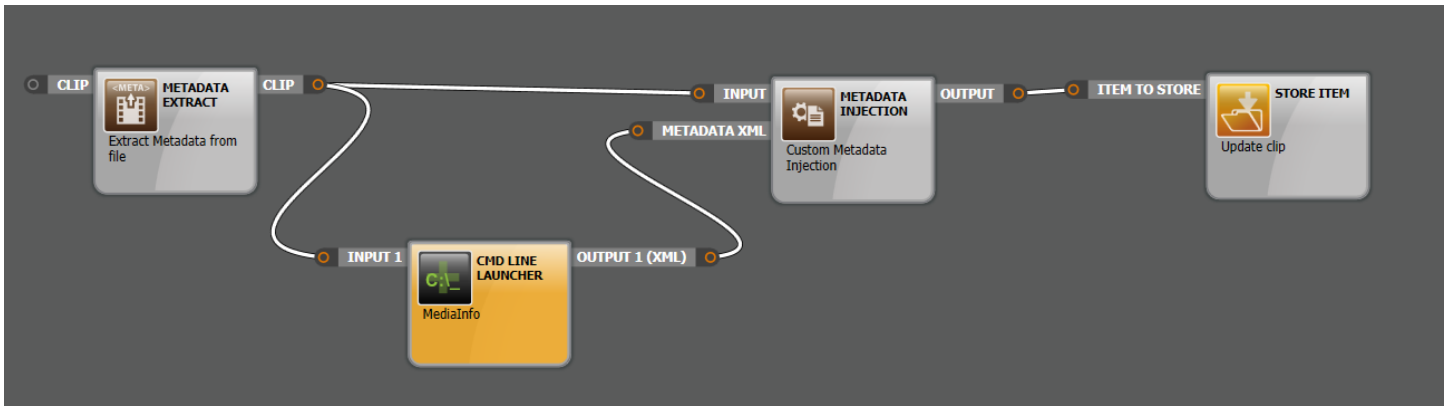 CLIP
<META>
METADATA
EXTRACT
Extract Metadata from
file
CLIP
INPUT
METADATA XML
METADATA
INJECTION
Custom Metadata
Injection
OUTPUT
ITEM TO STORE
STORE ITEM
Update clip
INPUT 1
C:\_
CMD LINE
LAUNCHER
MediaInfo
OUTPUT 1 (XML)